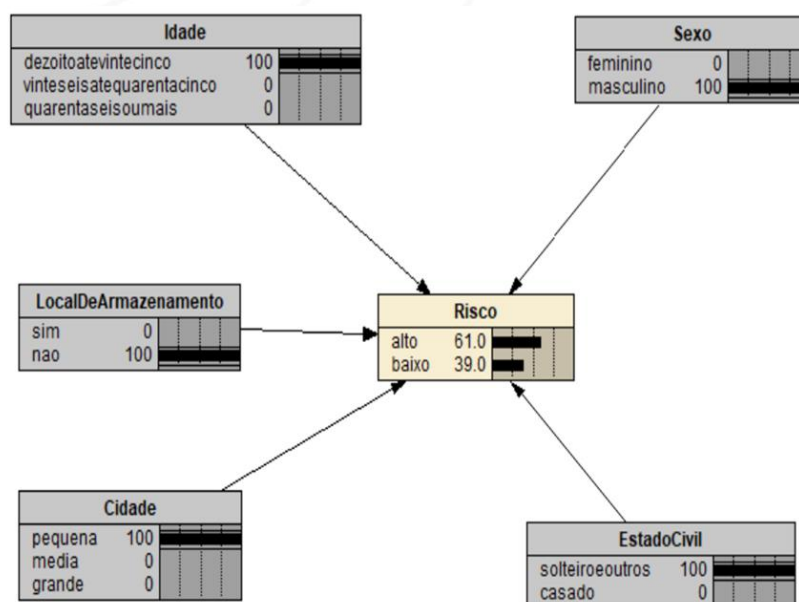 Idade
dezoitoatevintecinco 100
vinteseisatequarentacinco 0
quarentaseisoumais 0
Sexo
feminino 0
masculino 100
LocalDeArmazenamento
sim 0
nao 100
Risco
alto 61.0
baixo 39.0
Cidade
pequena 100
media 0
grande 0
EstadoCivil
solteiroeoutros 100
casado 0